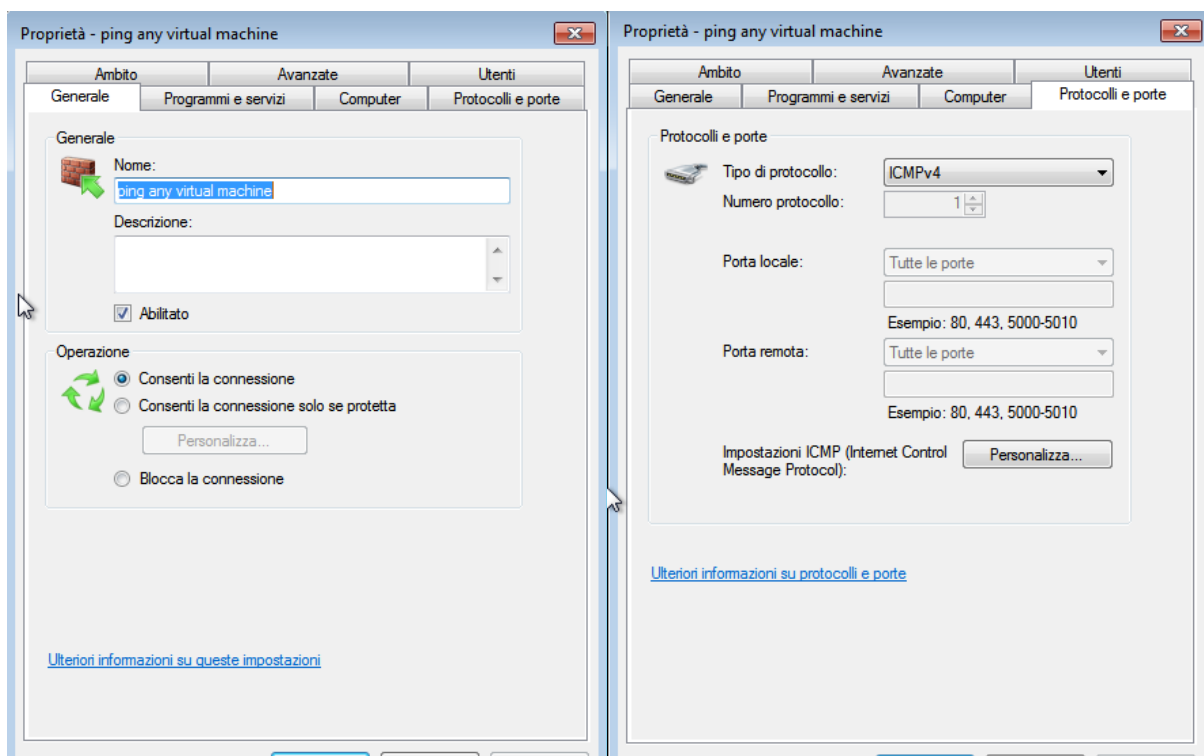 Proprietà - ping any virtual machine
Ambito
Avanzate
Utenti
Generale
Programmi e servizi
Computer
Protocolli e porte
Generale
Nome:
ping any virtual machine
Descrizione:
Abilitato
Operazione
Consenti la connessione
Consenti la connessione solo se protetta
Personalizza...
Blocca la connessione
Ulteriori informazioni su queste impostazioni
Proprietà - ping any virtual machine
Ambito
Avanzate
Utenti
Generale
Programmi e servizi
Computer
Protocolli e porte
Protocolli e porte
Tipo di protocollo:
ICMPv4
Numero protocollo:
1
Porta locale:
Tutte le porte
Esempio: 80, 443, 5000-5010
Porta remota:
Tutte le porte
Esempio: 80, 443, 5000-5010
Impostazioni ICMP (Internet Control
Message Protocol):
Personalizza...
Ulteriori informazioni su protocolli e porte